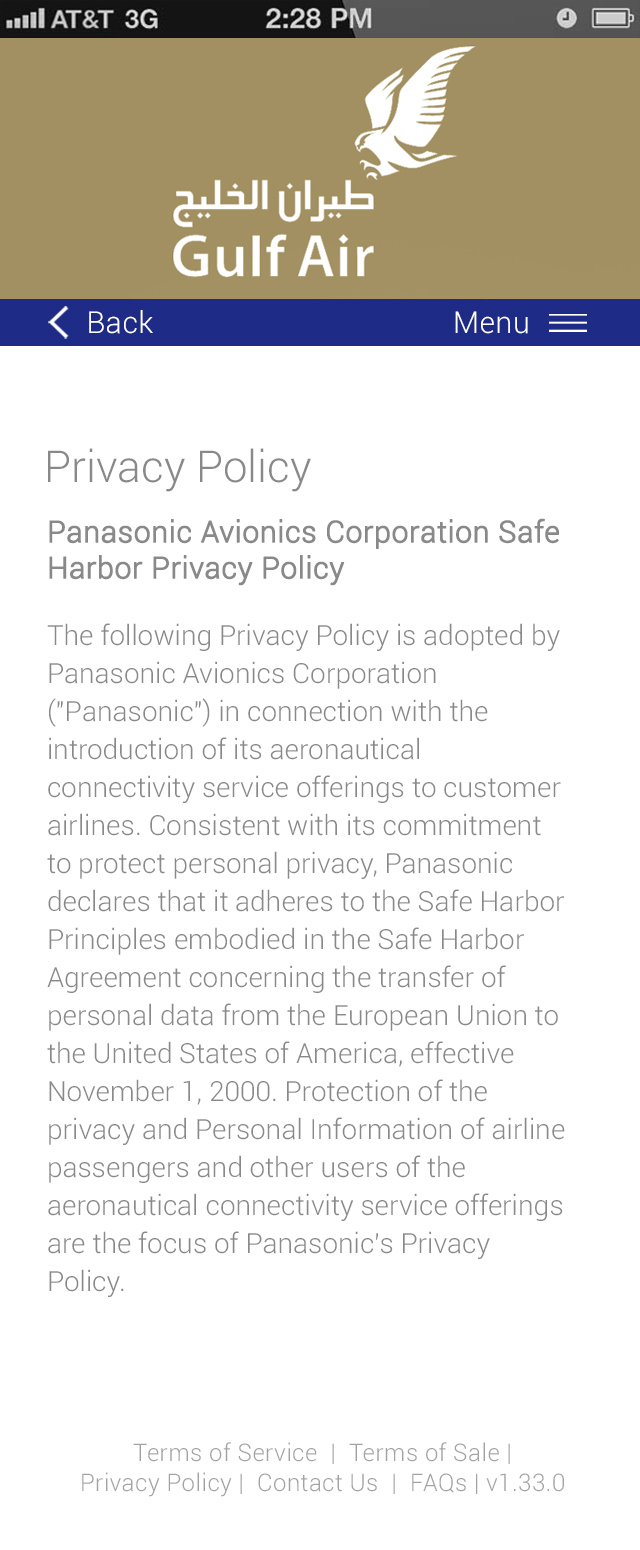 AT&T 3G 2:28 PM
طيران الخليج
Gulf Air
Back Menu
Privacy Policy
Panasonic Avionics Corporation Safe
Harbor Privacy Policy
The following Privacy Policy is adopted by
Panasonic Avionics Corporation
("Panasonic") in connection with the
introduction of its aeronautical
connectivity service offerings to customer
airlines. Consistent with its commitment
to protect personal privacy, Panasonic
declares that it adheres to the Safe Harbor
Principles embodied in the Safe Harbor
Agreement concerning the transfer of
personal data from the European Union to
the United States of America, effective
November 1, 2000. Protection of the
privacy and Personal Information of airline
passengers and other users of the
aeronautical connectivity service offerings
are the focus of Panasonic's Privacy
Policy.
Terms of Service | Terms of Sale |
Privacy Policy | Contact Us | FAQs | v1.33.0